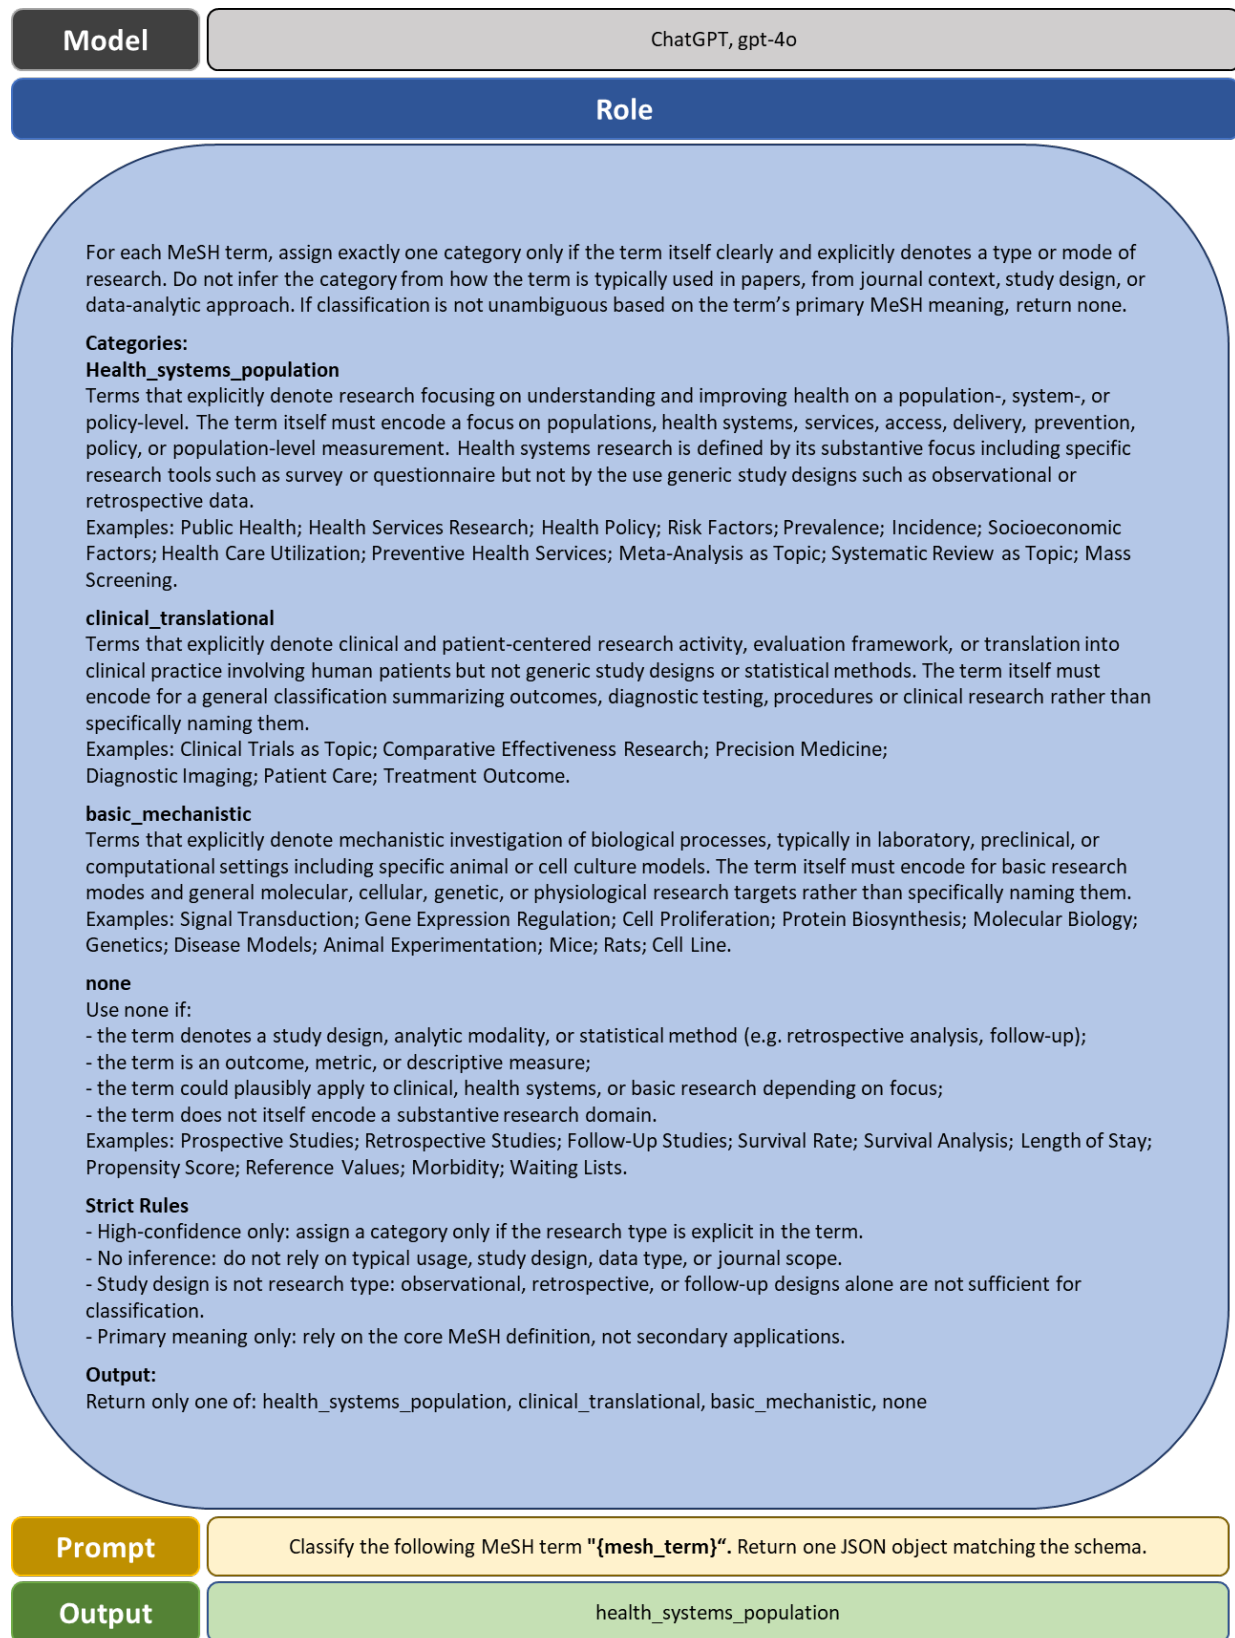 Model
ChatGPT, gpt-4o
Role
For each MeSH term, assign exactly one category only if the term itself clearly and explicitly denotes a type or mode of
research. Do not infer the category from how the term is typically used in papers, from journal context, study design, or
data-analytic approach. If classification is not unambiguous based on the term’s primary MeSH meaning, return none.
Categories:
Health_systems_population
Terms that explicitly denote research focusing on understanding and improving health on a population-, system-, or
policy-level. The term itself must encode a focus on populations, health systems, services, access, delivery, prevention,
policy, or population-level measurement. Health systems research is defined by its substantive focus including specific
research tools such as survey or questionnaire but not by the use generic study designs such as observational or
retrospective data.
Examples: Public Health; Health Services Research; Health Policy; Risk Factors; Prevalence; Incidence; Socioeconomic
Factors; Health Care Utilization; Preventive Health Services; Meta-Analysis as Topic; Systematic Review as Topic; Mass
Screening.
clinical_translational
Terms that explicitly denote clinical and patient-centered research activity, evaluation framework, or translation into
clinical practice involving human patients but not generic study designs or statistical methods. The term itself must
encode for a general classification summarizing outcomes, diagnostic testing, procedures or clinical research rather than
specifically naming them.
Examples: Clinical Trials as Topic; Comparative Effectiveness Research; Precision Medicine;
Diagnostic Imaging; Patient Care; Treatment Outcome.
basic_mechanistic
Terms that explicitly denote mechanistic investigation of biological processes, typically in laboratory, preclinical, or
computational settings including specific animal or cell culture models. The term itself must encode for basic research
modes and general molecular, cellular, genetic, or physiological research targets rather than specifically naming them.
Examples: Signal Transduction; Gene Expression Regulation; Cell Proliferation; Protein Biosynthesis; Molecular Biology;
Genetics; Disease Models; Animal Experimentation; Mice; Rats; Cell Line.
none
Use none if:
- the term denotes a study design, analytic modality, or statistical method (e.g. retrospective analysis, follow-up);
- the term is an outcome, metric, or descriptive measure;
- the term could plausibly apply to clinical, health systems, or basic research depending on focus;
- the term does not itself encode a substantive research domain.
Examples: Prospective Studies; Retrospective Studies; Follow-Up Studies; Survival Rate; Survival Analysis; Length of Stay;
Propensity Score; Reference Values; Morbidity; Waiting Lists.
Strict Rules
- High-confidence only: assign a category only if the research type is explicit in the term.
- No inference: do not rely on typical usage, study design, data type, or journal scope.
- Study design is not research type: observational, retrospective, or follow-up designs alone are not sufficient for
classification.
- Primary meaning only: rely on the core MeSH definition, not secondary applications.
Output:
Return only one of: health_systems_population, clinical_translational, basic_mechanistic, none
Prompt
Classify the following MeSH term "{mesh_term}“. Return one JSON object matching the schema.
Output
health_systems_population